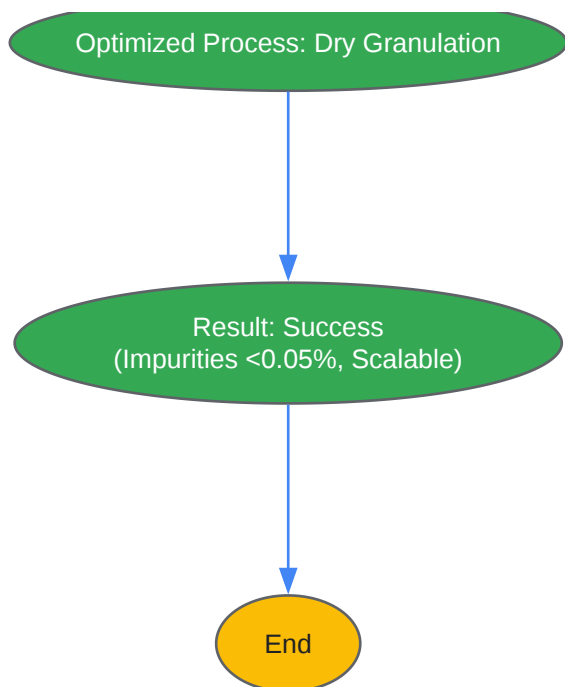 Optimized Process: Dry Granulation
Result: Success
(Impurities <0.05%, Scalable)
End